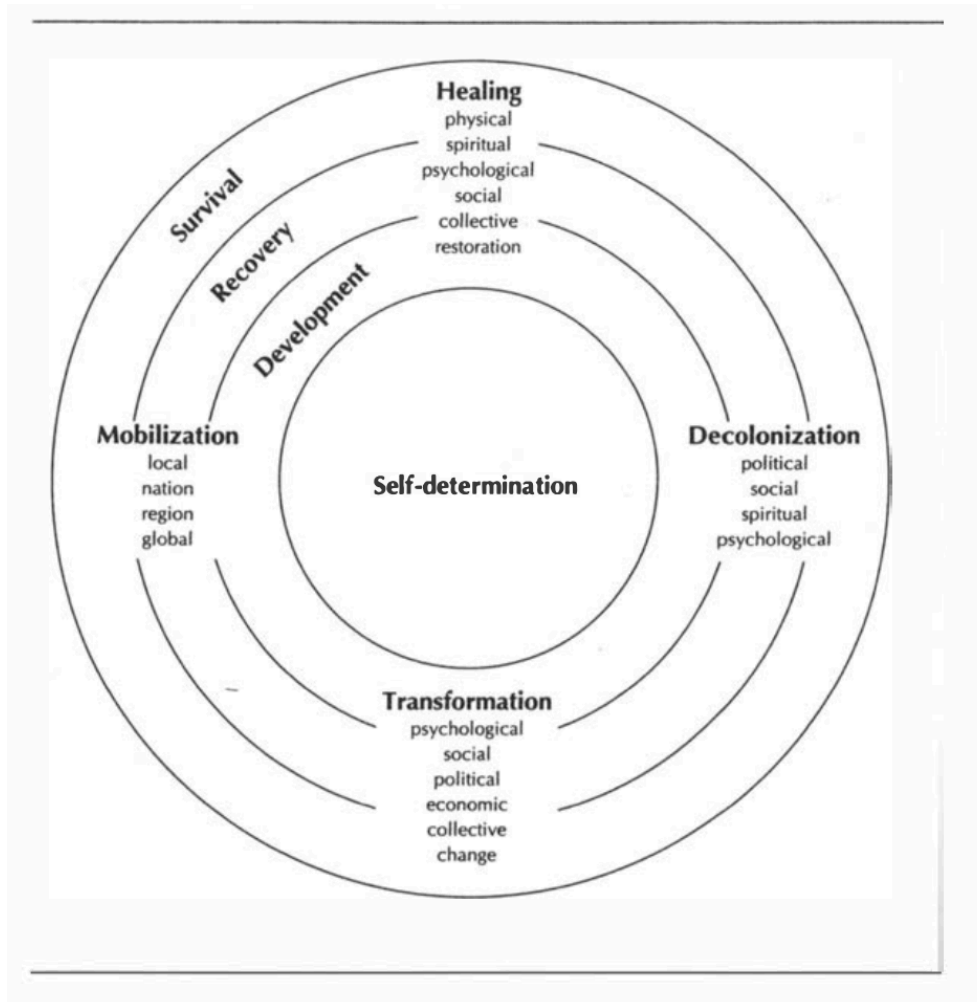 Healing
physical
spiritual
psychological
social
collective
restoration
Survival
Recovery
Development
Mobilization
local
nation
region
global
Self-determination
Decolonization
political
social
spiritual
psychological
Transformation
psychological
social
political
economic
collective
change